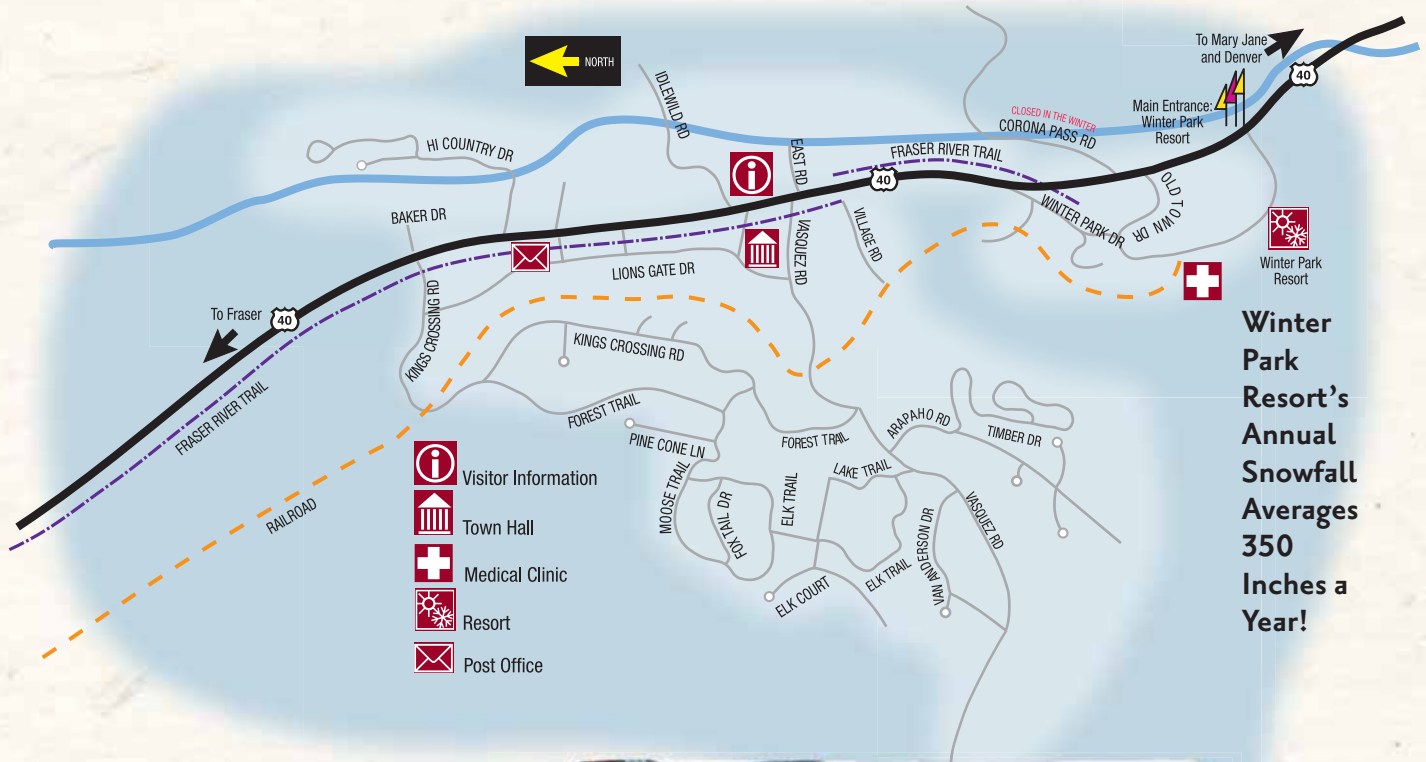 NORTH
To Mary Jane
and Denver
40
Main Entrance:
Winter Park
Resort
CLOSED IN THE WINTER
CORONA PASS RD
IDLEWILD RD
HI COUNTRY DR
EAST RD
FRASER RIVER TRAIL
40
OLD TOWN DR
WINTER PARK DR
BAKER DR
VILLAGE RD
VASQUEZ RD
LIONS GATE DR
Winter Park
Resort
To Fraser
40
KINGS CROSSING RD
KINGS CROSSING RD
FRASER RIVER TRAIL
FOREST TRAIL
PINE CONE LN
FOREST TRAIL
ARAPAHO RD
TIMBER DR
LAKE TRAIL
MOOSE TRAIL
FOX TAIL DR
ELK TRAIL
VASQUEZ RD
VAN ANDERSON DR
ELK TRAIL
ELK COURT
RAILROAD
Visitor Information
Town Hall
Medical Clinic
Resort
Post Office
Winter
Park
Resort's
Annual
Snowfall
Averages
350
Inches a
Year!